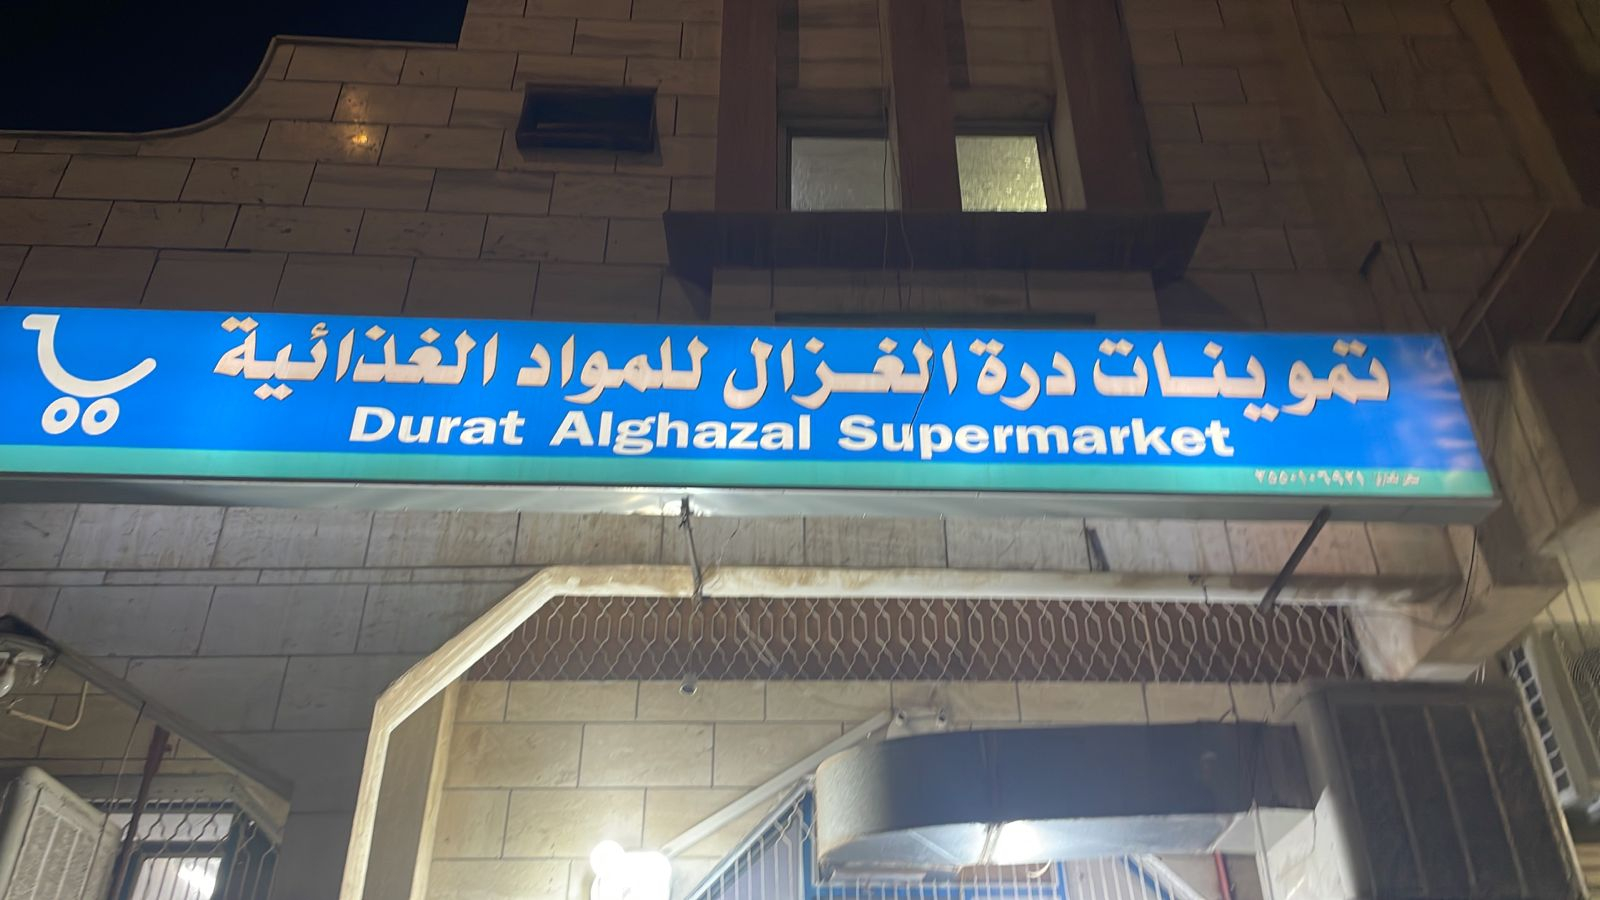 تموينات درة الغزال للمواد الغذائية
Durat Alghazal Supermarket